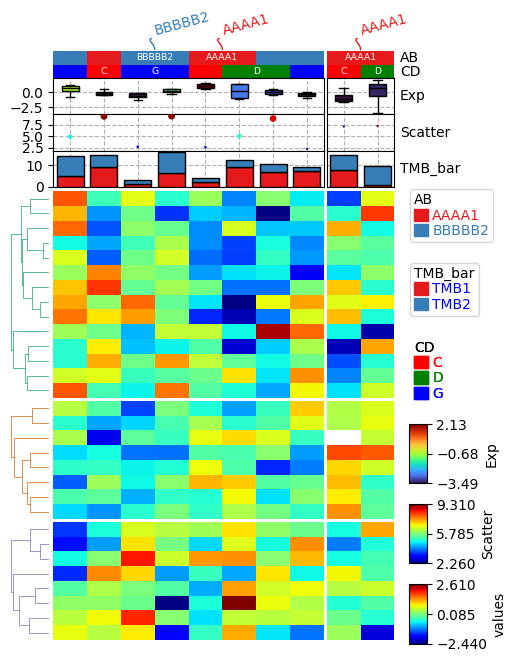 BBBBB2
AAAA1
AAAA1
BBBBB2 AAAA1 AAAA1 AB
C G D C D CD
0.0
−2.5
Exp
7.5
5.0
2.5
Scatter
10
0
TMB_bar
AB
AAAA1
BBBBB2
TMB_bar
TMB1
TMB2
CD
C
D
G
2.13
−0.68
−3.49
Exp
9.310
5.785
2.260
Scatter
2.610
0.085
−2.440
values